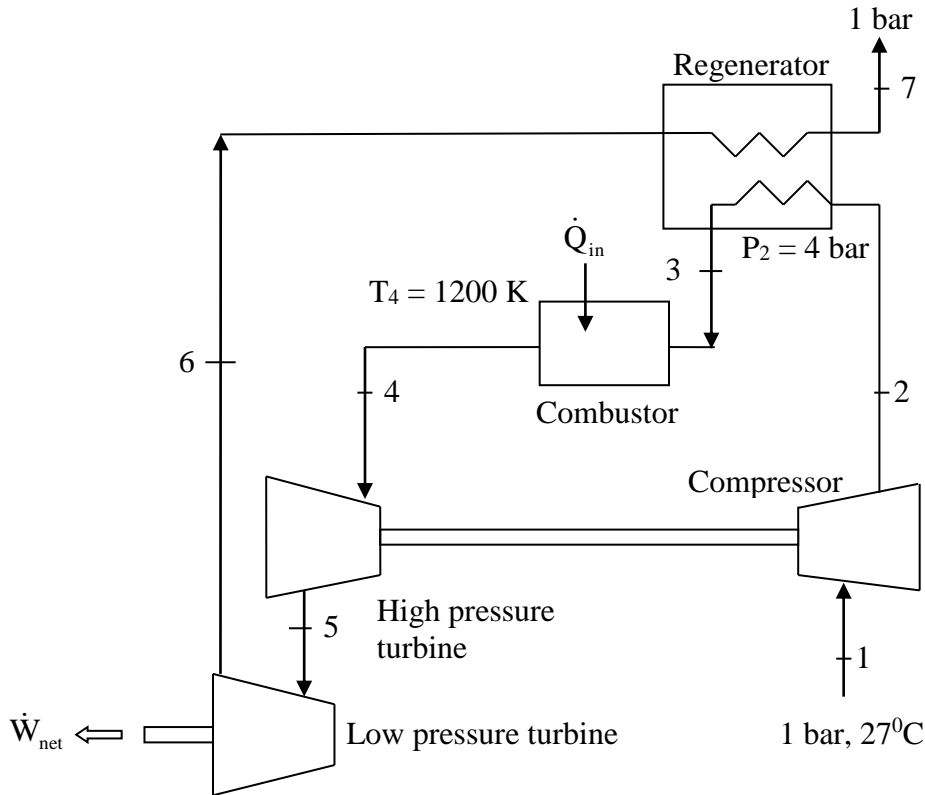 1 bar
Regenerator
7
Q̇in
P2 = 4 bar
3
T4 = 1200 K
6
4
2
Combustor
Compressor
High pressure
turbine
5
1
Ẇnet
Low pressure turbine
1 bar, 27⁰C